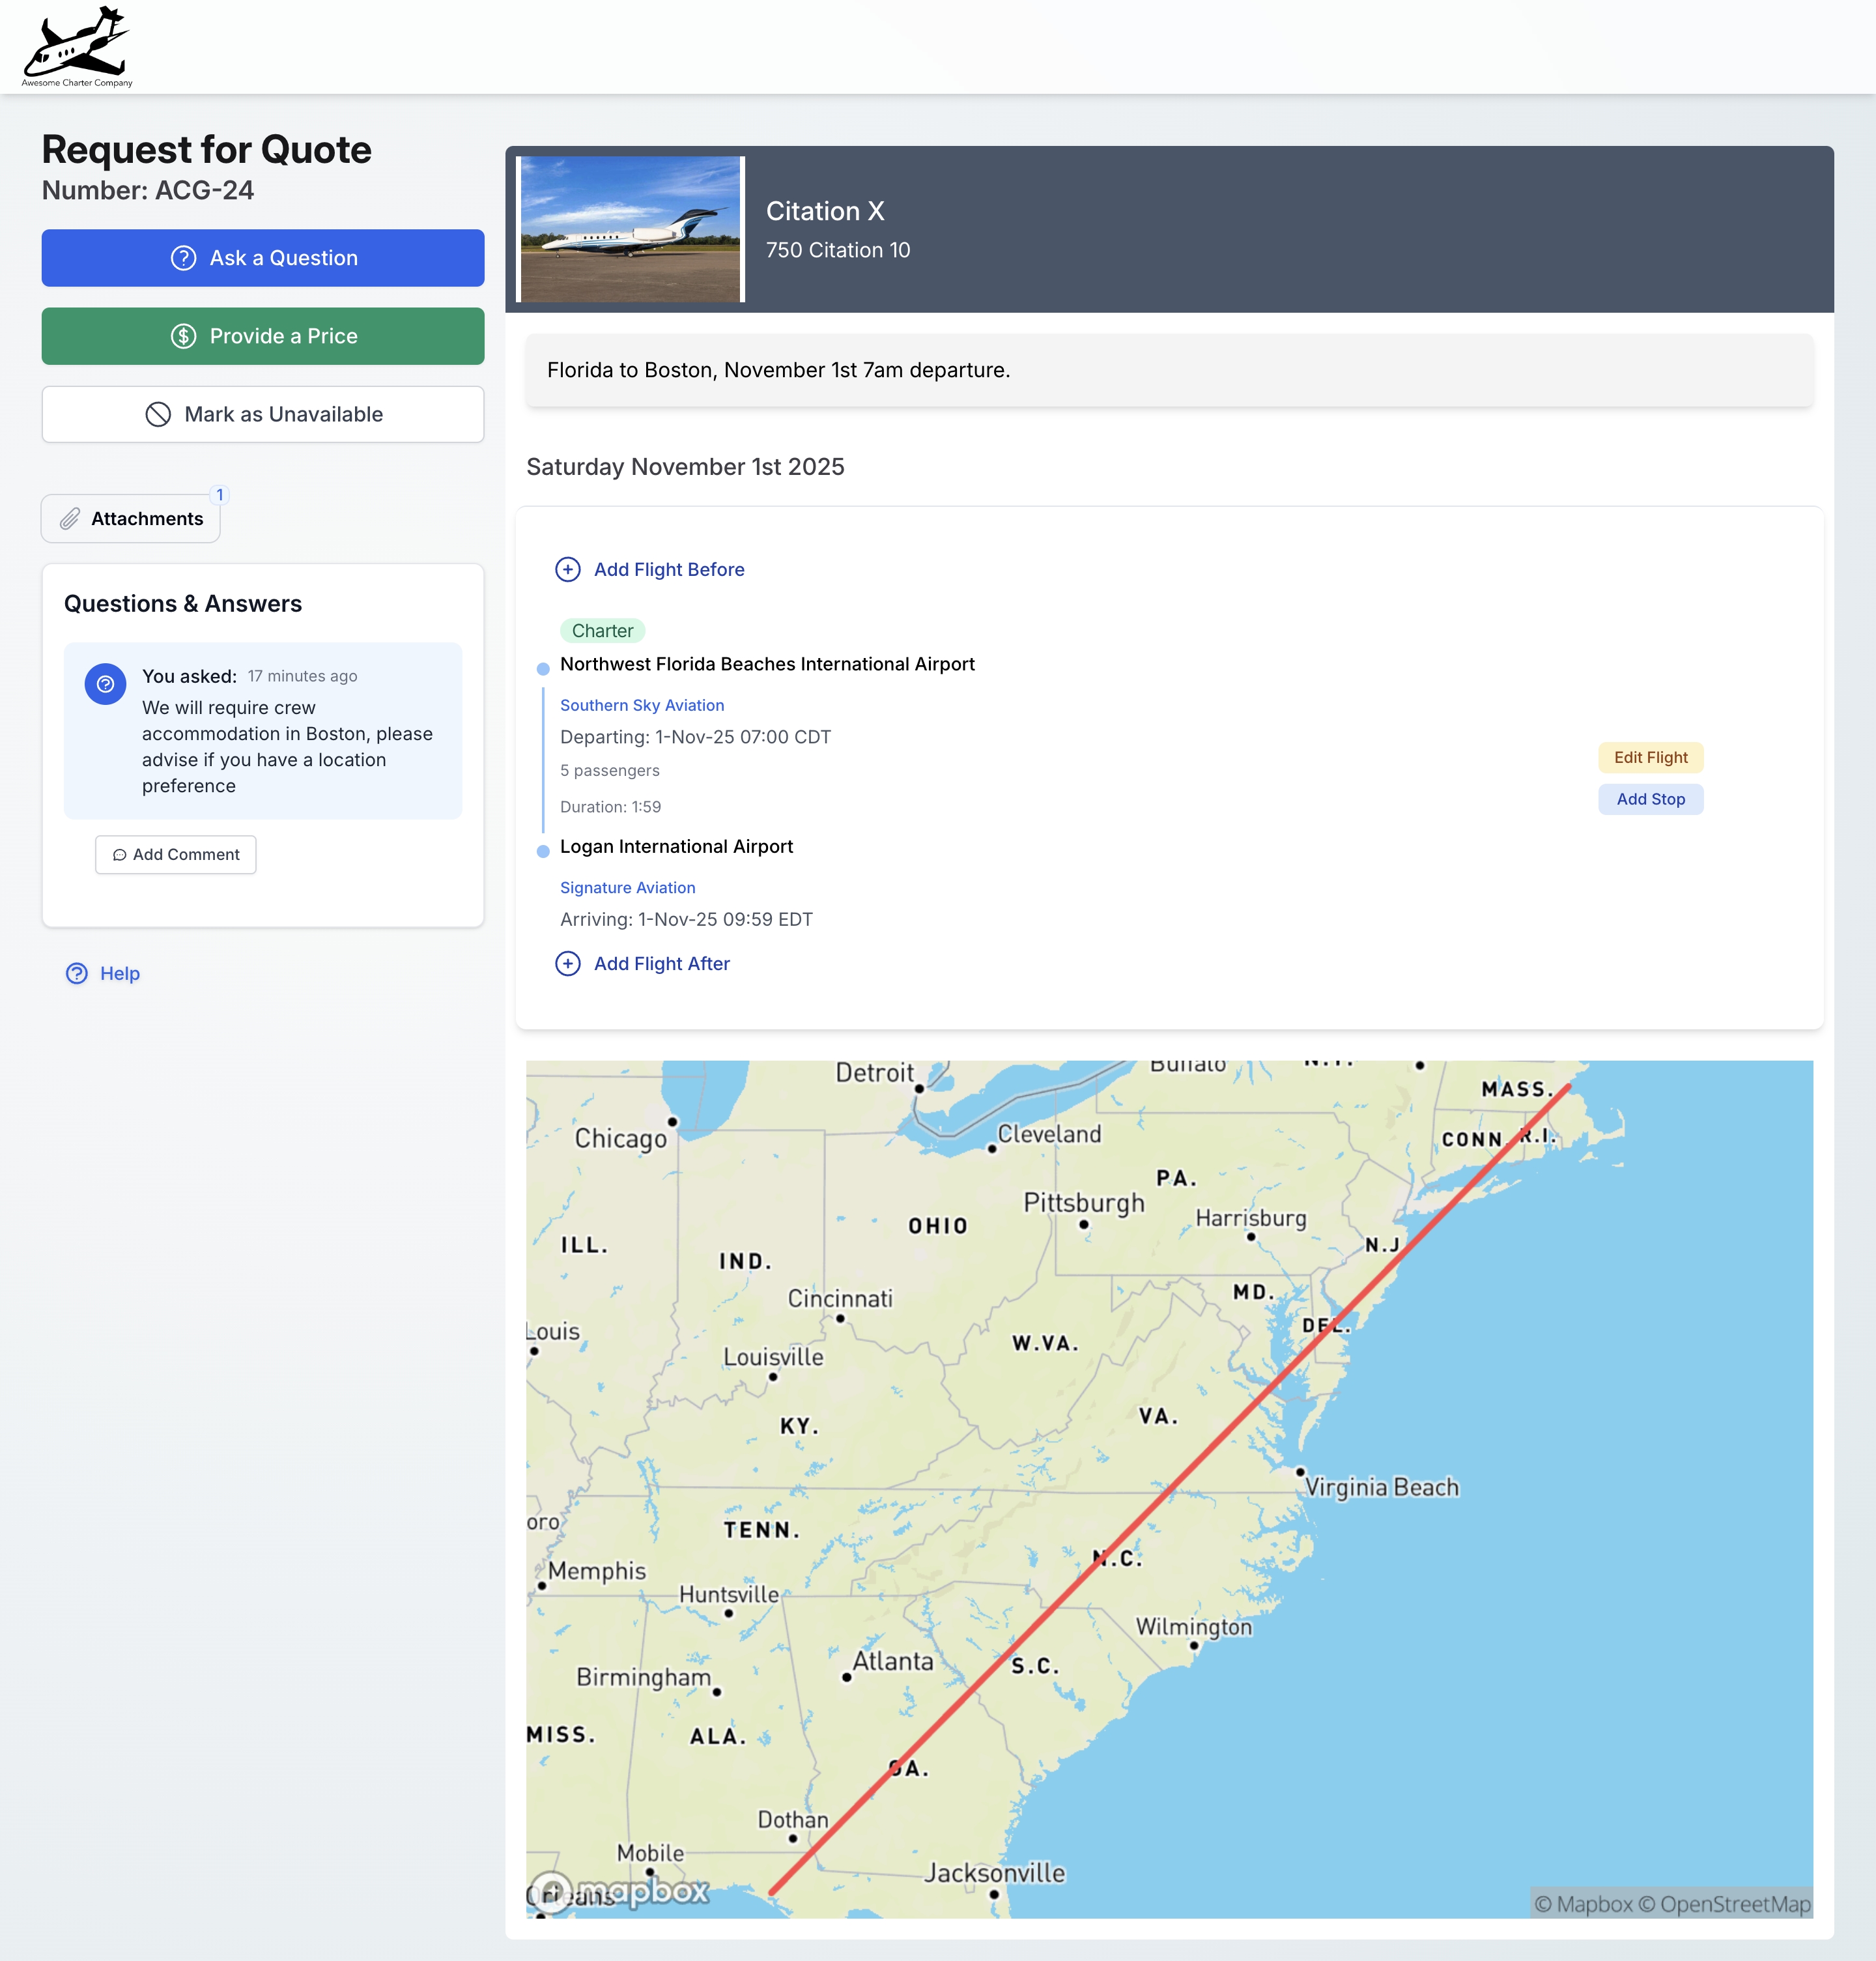 Awesome Charter Company
Request for Quote
Number: ACG-24
Ask a Question
Provide a Price
Mark as Unavailable
Attachments
1
Questions & Answers
You asked: 17 minutes ago
We will require crew
accommodation in Boston, please
advise if you have a location
preference
Add Comment
Help
Citation X
750 Citation 10
Florida to Boston, November 1st 7am departure.
Saturday November 1st 2025
Add Flight Before
Charter
Northwest Florida Beaches International Airport
Southern Sky Aviation
Departing: 1-Nov-25 07:00 CDT
5 passengers
Duration: 1:59
Edit Flight
Add Stop
Logan International Airport
Signature Aviation
Arriving: 1-Nov-25 09:59 EDT
Add Flight After
Detroit
Buffalo
N.Y.
MASS.
Chicago
Cleveland
CONN.
R.I.
PA.
Pittsburgh
Harrisburg
OHIO
ILL.
IND.
N.J.
MD.
Cincinnati
DEL.
Louis
W.VA.
Louisville
VA.
KY.
Virginia Beach
oro
TENN.
N.C.
Memphis
Huntsville
Wilmington
Atlanta
S.C.
Birmingham
MISS.
ALA.
GA.
Dothan
Mobile
Jacksonville
Orleans
mapbox
© Mapbox © OpenStreetMap